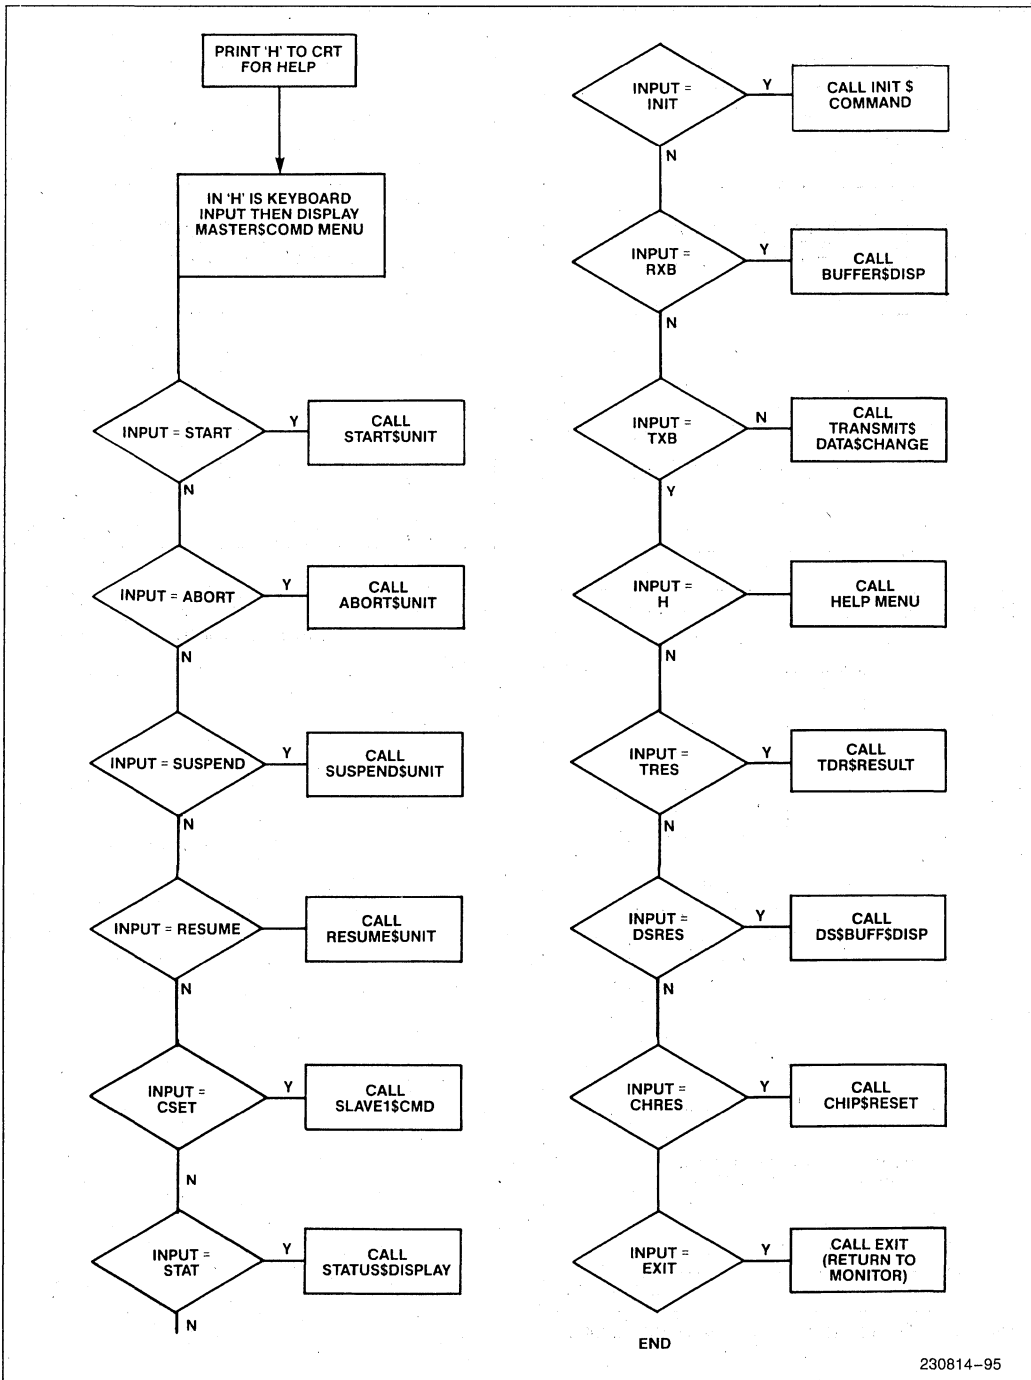 PRINT 'H' TO CRT
FOR HELP
IN 'H' IS KEYBOARD
INPUT THEN DISPLAY
MASTER$COMD MENU
INPUT = START
Y
CALL
START$UNIT
N
INPUT = ABORT
Y
CALL
ABORT$UNIT
N
INPUT = SUSPEND
Y
CALL
SUSPEND$UNIT
N
INPUT = RESUME
CALL
RESUME$UNIT
N
INPUT =
CSET
Y
CALL
SLAVE1$CMD
N
INPUT =
STAT
Y
CALL
STATUS$DISPLAY
N
INPUT =
INIT
Y
CALL INIT $
COMMAND
N
INPUT =
RXB
Y
CALL
BUFFER$DISP
N
INPUT =
TXB
N
CALL
TRANSMIT$
DATA$CHANGE
Y
INPUT =
H
CALL
HELP MENU
N
INPUT =
TRES
Y
CALL
TDR$RESULT
N
INPUT =
DSRES
Y
CALL
DS$BUFF$DISP
N
INPUT =
CHRES
Y
CALL
CHIP$RESET
INPUT =
EXIT
Y
CALL EXIT
(RETURN TO
MONITOR)
END
230814–95